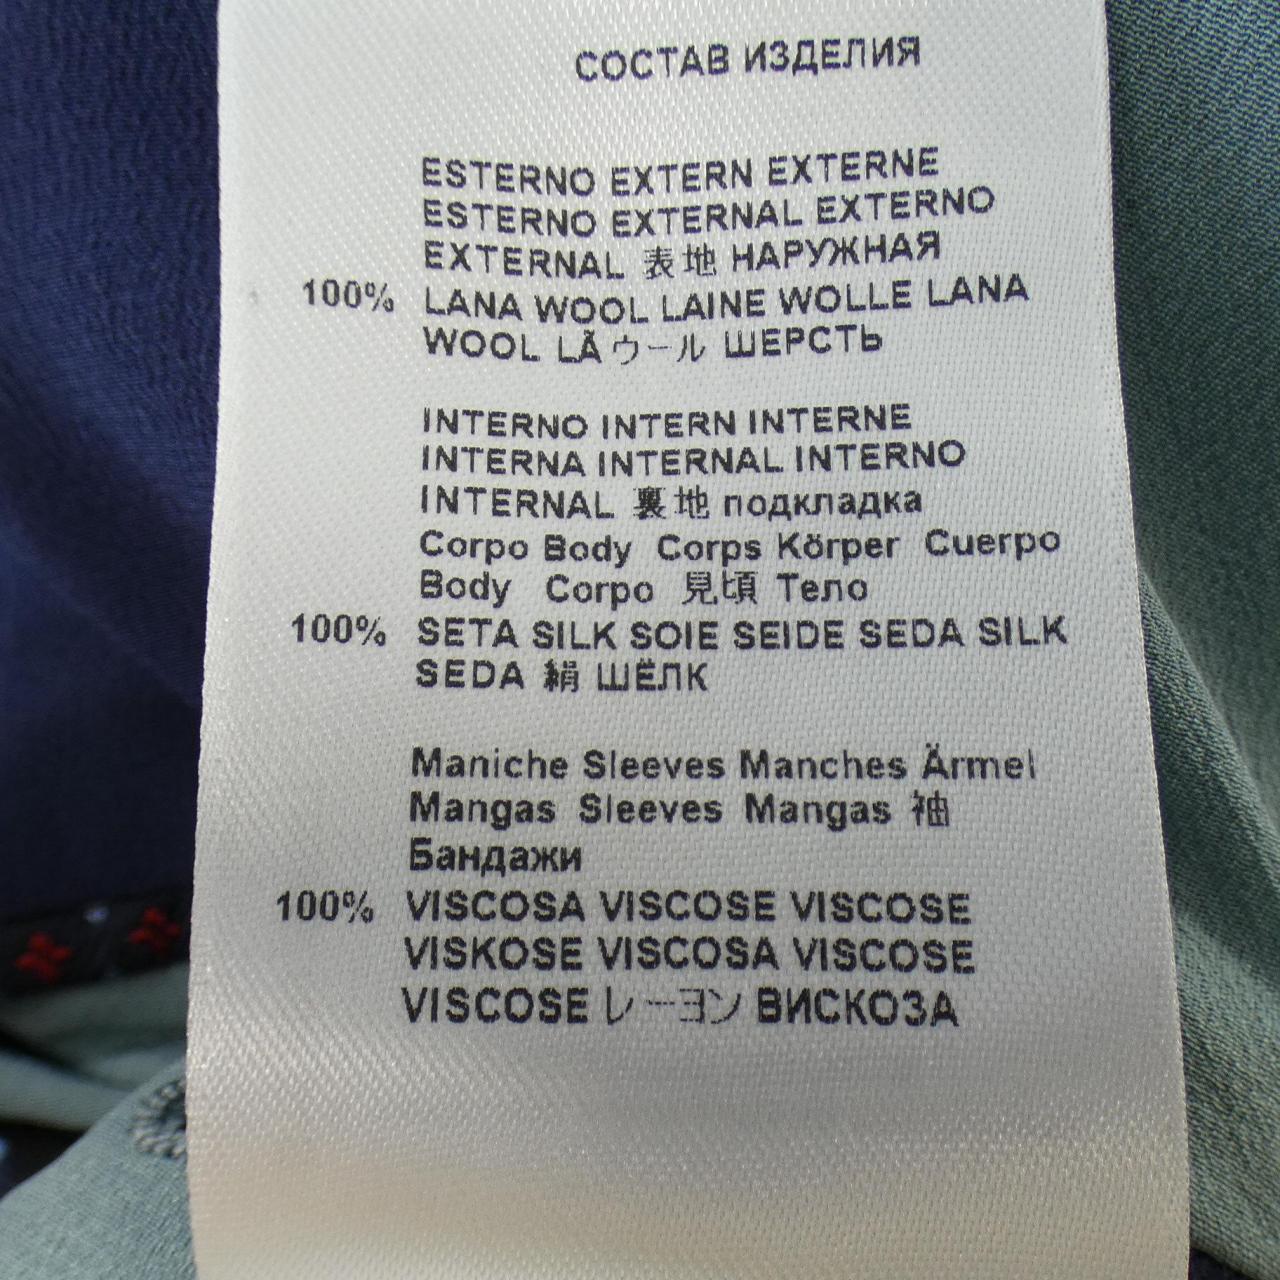 СОСТАВ ИЗДЕЛИЯ
ESTERNO EXTERN EXTERNE
ESTERNO EXTERNAL EXTERNO
EXTERNAL 表地 НАРУЖНАЯ
100% LANA WOOL LAINE WOLLE LANA
WOOL LÃ ウール ШЕРСТЬ
INTERNO INTERN INTERNE
INTERNA INTERNAL INTERNO
INTERNAL 裏地 подкладка
Corpo Body Corps Körper Cuerpo
Body Corpo 見頃 Тело
100% SETA SILK SOIE SEIDE SEDA SILK
SEDA 絹 ШЁЛК
Maniche Sleeves Manches Ärmel
Mangas Sleeves Mangas 袖
Бандажи
100% VISCOSA VISCOSE VISCOSE
VISKOSE VISCOSA VISCOSE
VISCOSE レーヨン ВИСКОЗА